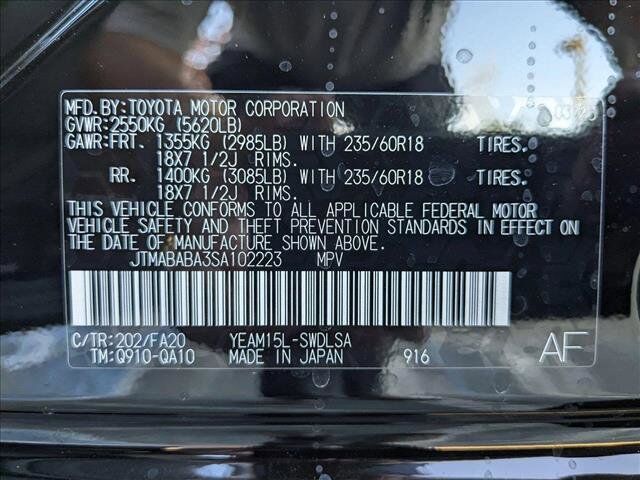 MFD.BY:TOYOTA MOTOR CORPORATION
GVWR:2550KG (5620LB)
GAWR:FRT. 1355KG (2985LB) WITH 235/60R18 TIRES.
18X7 1/2J RIMS.
RR. 1400KG (3085LB) WITH 235/60R18 TIRES.
18X7 1/2J RIMS.
THIS VEHICLE CONFORMS TO ALL APPLICABLE FEDERAL MOTOR
VEHICLE SAFETY AND THEFT PREVENTION STANDARDS IN EFFECT ON
THE DATE OF MANUFACTURE SHOWN ABOVE.
JTMABABA3SA102223 MPV
C/TR:202/FA20 YEAM15L-SWDLSA
TM:Q910-QA10 MADE IN JAPAN 916 AF